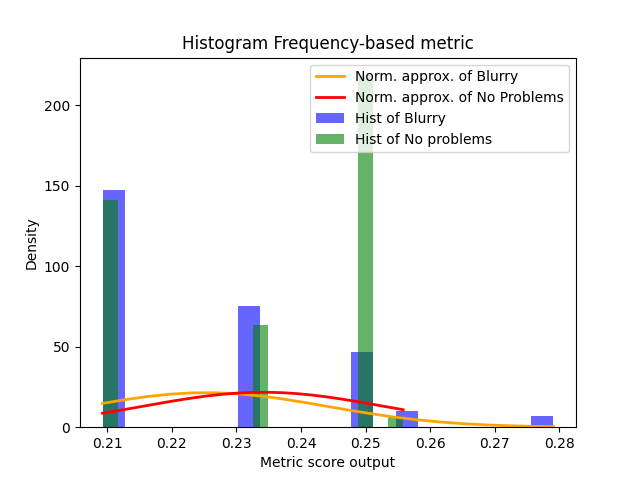 Histogram Frequency-based metric
Norm. approx. of Blurry
Norm. approx. of No Problems
Hist of Blurry
Hist of No problems
200
150
100
50
0
Density
0.21 0.22 0.23 0.24 0.25 0.26 0.27 0.28
Metric score output